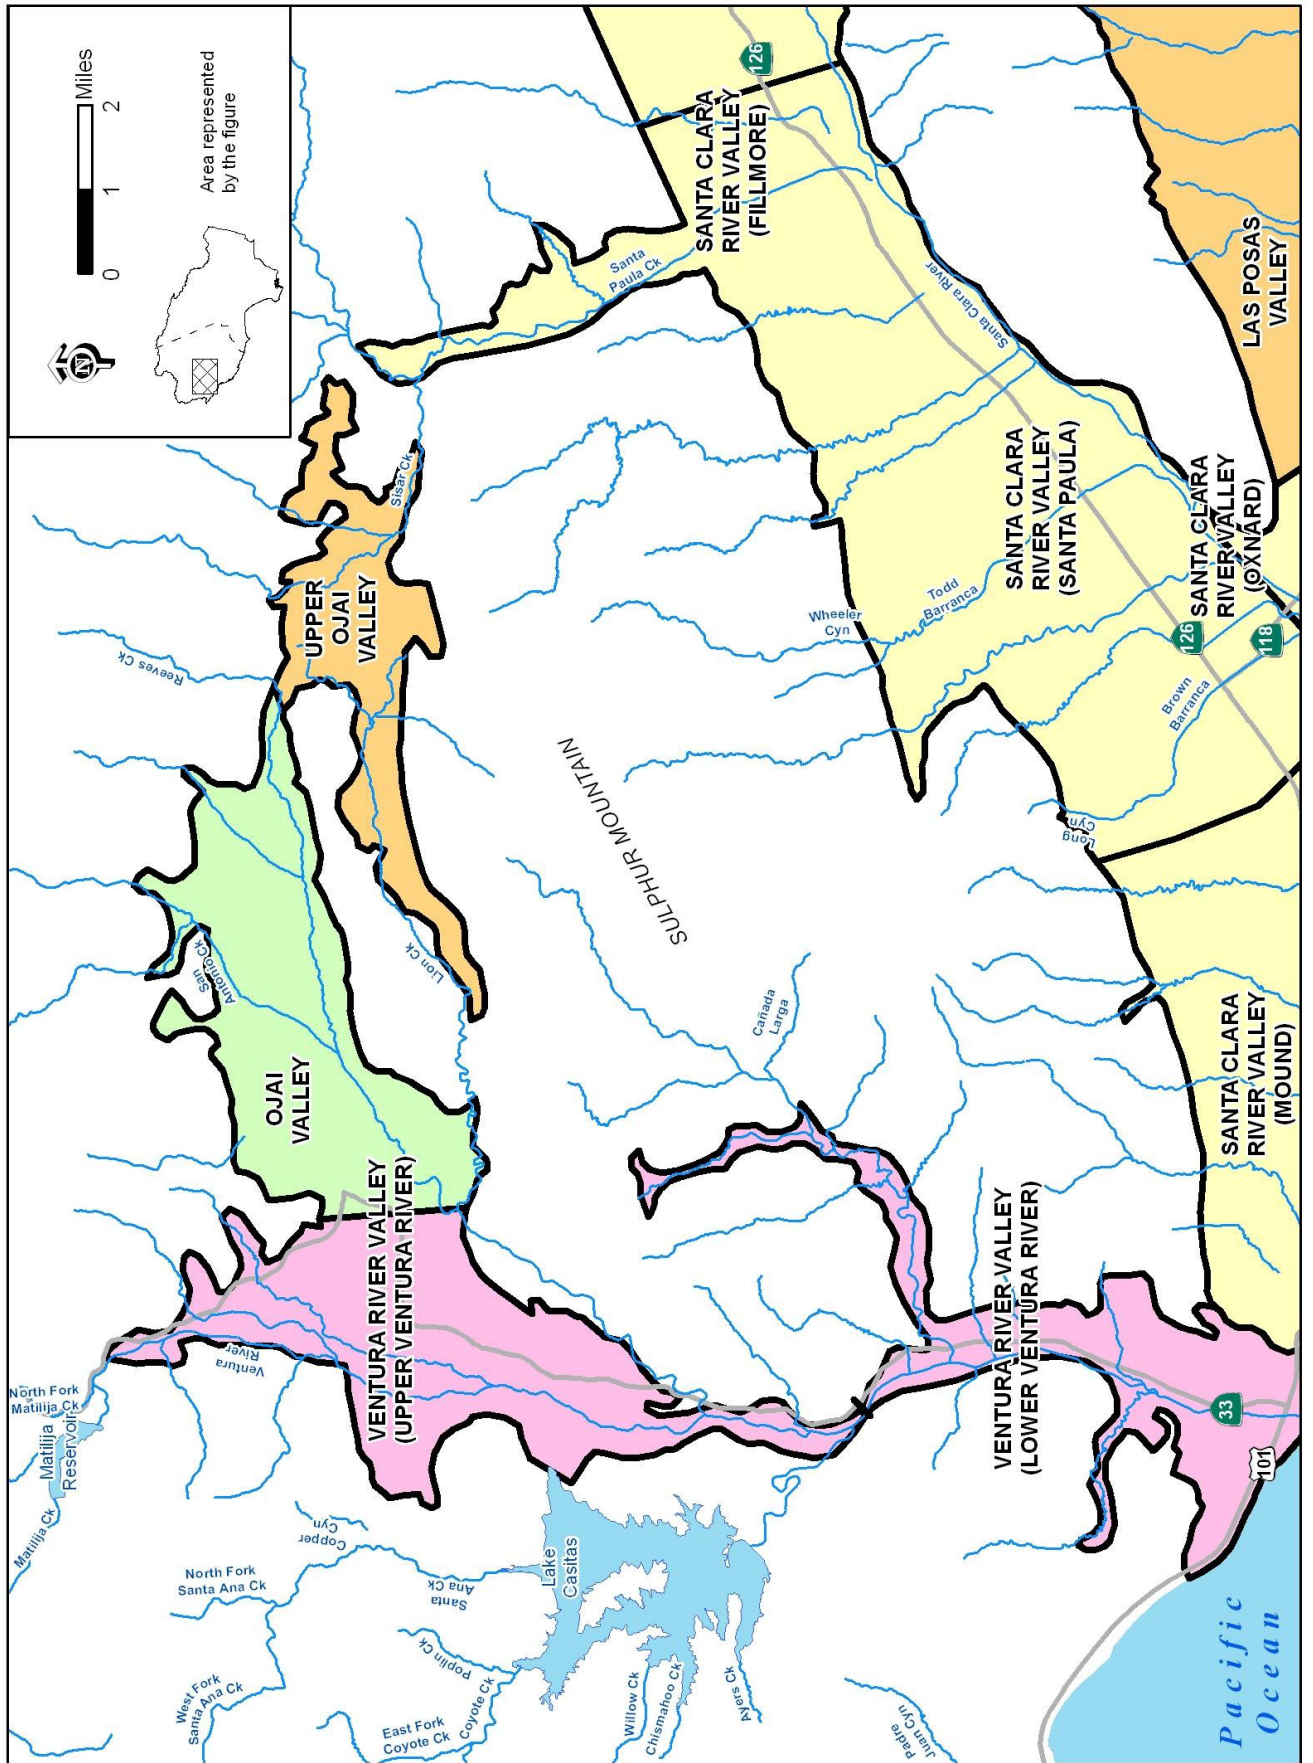 North Fork
Matilija Ck
Matilija
Reservoir
Matilija Ck
Ventura
River
Copper
Cyn
North Fork
Santa Ana Ck
Santa
Ana Ck
West Fork
Santa Ana Ck
Poplin Ck
Coyote Ck
East Fork
Coyote Ck
Lake
Casitas
Willow Ck
Chismahoo Ck
Ayers Ck
Padre
Juan Cyn
Pacific
Ocean
101
33
VENTURA RIVER VALLEY
(UPPER VENTURA RIVER)
VENTURA RIVER VALLEY
(LOWER VENTURA RIVER)
OJAI
VALLEY
San
Antonio Ck
Lion Ck
Reeves Ck
UPPER
OJAI
VALLEY
Sisar Ck
SULPHUR MOUNTAIN
Cañada
Larga
SANTA CLARA
RIVER VALLEY
(MOUND)
Long
Cyn
Brown
Barranca
Wheeler
Cyn
Todd
Barranca
126
118
SANTA CLARA
RIVER VALLEY
(OXNARD)
SANTA CLARA
RIVER VALLEY
(SANTA PAULA)
Santa Clara River
Santa
Paula Ck
SANTA CLARA
RIVER VALLEY
(FILLMORE)
126
LAS POSAS
VALLEY
N
0 1 2
Miles
Area represented
by the figure